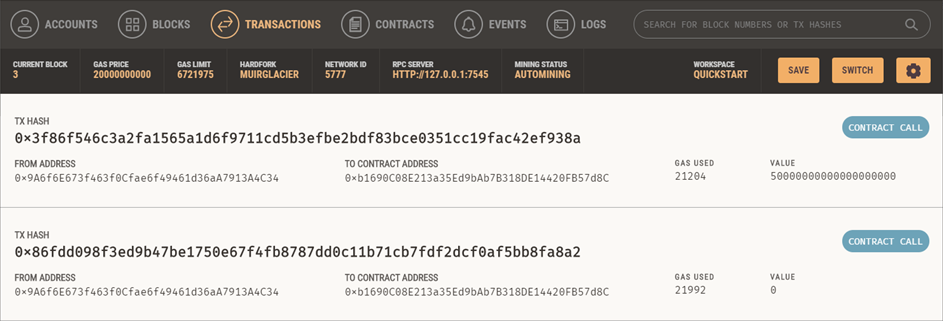 ACCOUNTS BLOCKS TRANSACTIONS CONTRACTS EVENTS LOGS SEARCH FOR BLOCK NUMBERS OR TX HASHES
CURRENT BLOCK GAS PRICE GAS LIMIT HARDFORK NETWORK ID RPC SERVER MINING STATUS WORKSPACE
3 20000000000 6721975 MUIRGLACIER 5777 HTTP://127.0.0.1:7545 AUTOMINING QUICKSTART SAVE SWITCH
TX HASH
0×3f86f546c3a2fa1565a1d6f9711cd5b3efbe2bdf83bce0351cc19fac42ef938a CONTRACT CALL
FROM ADDRESS TO CONTRACT ADDRESS GAS USED VALUE
0×9A6f6E673f463f0Cfae6f49461d36aA7913A4C34 0×b1690C08E213a35Ed9bAb7B318DE14420FB57d8C 21204 50000000000000000000
TX HASH
0×86fdd098f3ed9b47be1750e67f4fb8787dd0c11b71cb7fdf2dcf0af5bb8fa8a2 CONTRACT CALL
FROM ADDRESS TO CONTRACT ADDRESS GAS USED VALUE
0×9A6f6E673f463f0Cfae6f49461d36aA7913A4C34 0×b1690C08E213a35Ed9bAb7B318DE14420FB57d8C 21992 0